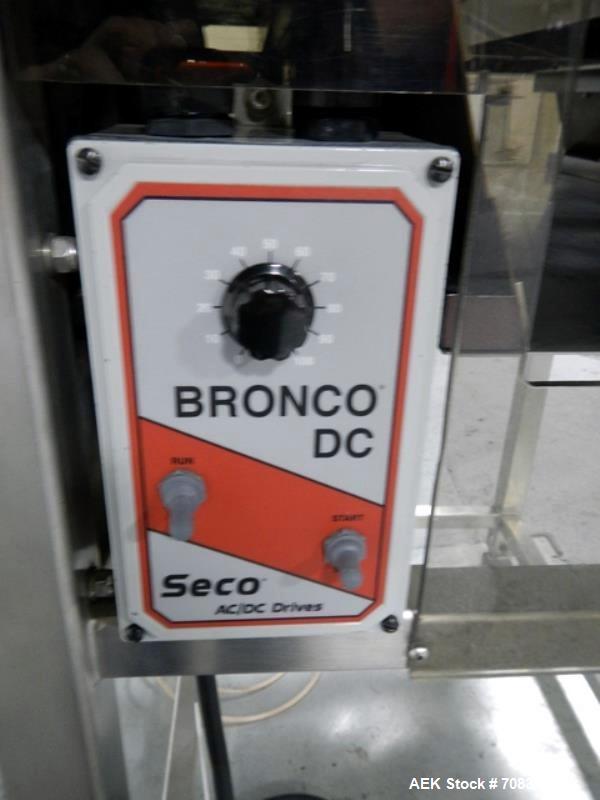 50
40 60
30 70
20 80
10 90
0 100
BRONCO
DC
RUN
START
Seco
AC/DC Drives
AEK Stock #